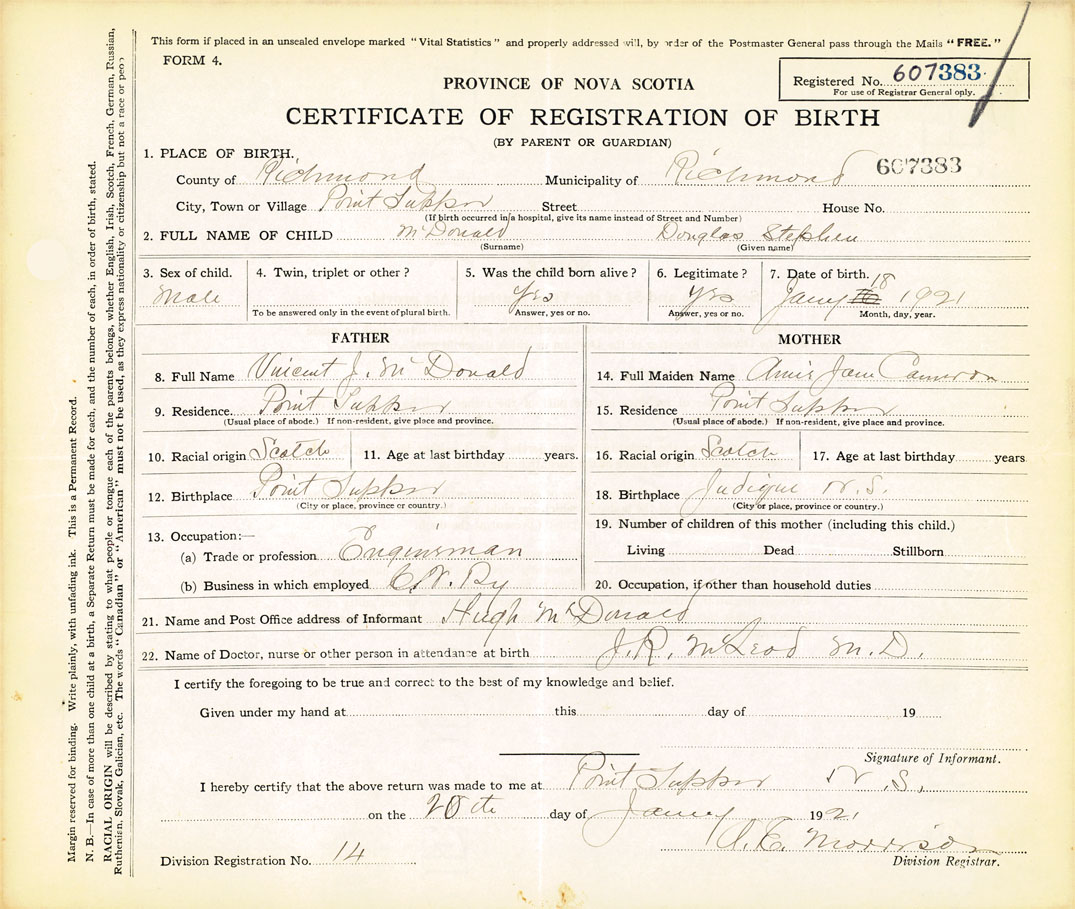 This form if placed in an unsealed envelope marked "Vital Statistics" and properly addressed will, by order of the Postmaster General pass through the Mails "FREE."
FORM 4.
Registered No. 607383
For use of Registrar General only.
PROVINCE OF NOVA SCOTIA
CERTIFICATE OF REGISTRATION OF BIRTH
(BY PARENT OR GUARDIAN)
1. PLACE OF BIRTH.
607383
County of Richmond Municipality of Richmond
City, Town or Village Point Tupper Street House No.
(If birth occurred in a hospital, give its name instead of Street and Number)
2. FULL NAME OF CHILD McDonald Douglas Stephen
(Surname) (Given name)
3. Sex of child. 4. Twin, triplet or other? 5. Was the child born alive? 6. Legitimate? 7. Date of birth. 18
Male Yes yes Jany 1921
To be answered only in the event of plural birth. Answer, yes or no. Answer, yes or no. Month, day, year.
FATHER
8. Full Name Vincent J. McDonald
9. Residence. Point Tupper
(Usual place of abode.) If non-resident, give place and province.
10. Racial origin Scotch 11. Age at last birthday years.
12. Birthplace Point Tupper
(City or place, province or country.)
13. Occupation:—
(a) Trade or profession Engineman
(b) Business in which employed C.N. Ry
MOTHER
14. Full Maiden Name Annie Jane Cameron
15. Residence Point Tupper
(Usual place of abode.) If non-resident, give place and province.
16. Racial origin Scotch 17. Age at last birthday years
18. Birthplace Judique N.S.
(City or place, province or country.)
19. Number of children of this mother (including this child.)
Living Dead Stillborn
20. Occupation, if other than household duties
21. Name and Post Office address of Informant Hugh McDonald
22. Name of Doctor, nurse or other person in attendance at birth J.R. McLeod M.D.
I certify the foregoing to be true and correct to the best of my knowledge and belief.
Given under my hand at this day of 19
Signature of Informant.
I hereby certify that the above return was made to me at Point Tupper N.S.
on the 20th day of Jany 1921
Morrison
Division Registration No. 14 Division Registrar.
Margin reserved for binding. Write plainly, with unfading ink. This is a Permanent Record.
N. B.—In case of more than one child at a birth, a Separate Return must be made for each, and the number of each, in order of birth, stated.
RACIAL ORIGIN will be described by stating to what people or tongue each of the parents belongs, whether English, Irish, Scotch, French, German, Russian,
Ruthenian, Slovak, Galician, etc. The words "Canadian" or "American" must not be used, as they express nationality or citizenship but not a race or peo